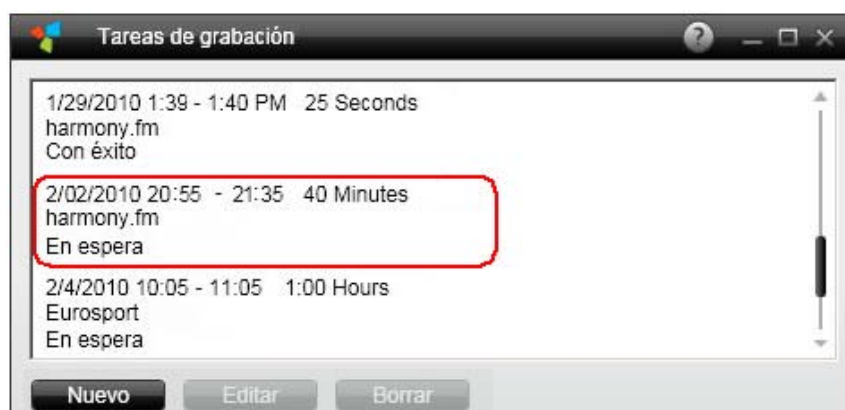 Tareas de grabación
?
1/29/2010 1:39 - 1:40 PM 25 Seconds
harmony.fm
Con éxito
2/02/2010 20:55 - 21:35 40 Minutes
harmony.fm
En espera
2/4/2010 10:05 - 11:05 1:00 Hours
Eurosport
En espera
Nuevo Editar Borrar